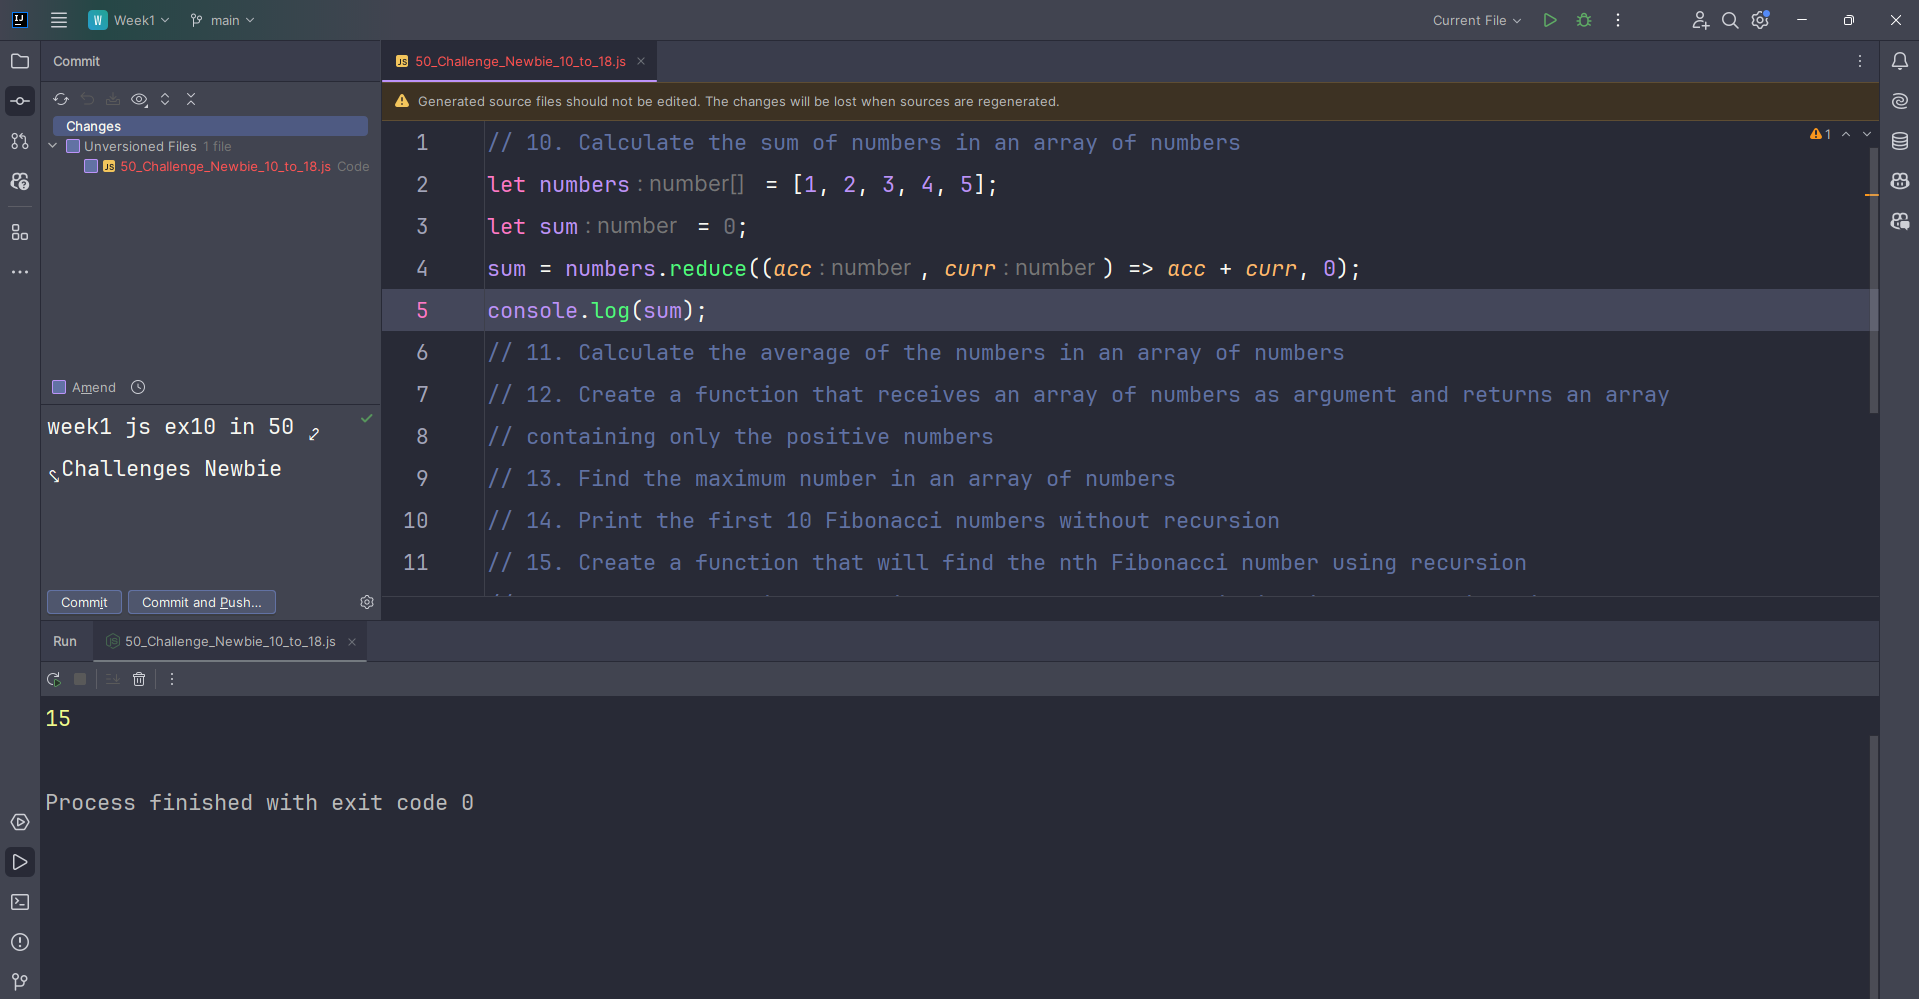 W Week1 main Current File
Commit
50_Challenge_Newbie_10_to_18.js
Generated source files should not be edited. The changes will be lost when sources are regenerated.
Changes
Unversioned Files 1 file
50_Challenge_Newbie_10_to_18.js Code
1 // 10. Calculate the sum of numbers in an array of numbers
2 let numbers : number[] = [1, 2, 3, 4, 5];
3 let sum : number = 0;
4 sum = numbers.reduce((acc : number , curr : number ) => acc + curr, 0);
5 console.log(sum);
6 // 11. Calculate the average of the numbers in an array of numbers
7 // 12. Create a function that receives an array of numbers as argument and returns an array
8 // containing only the positive numbers
9 // 13. Find the maximum number in an array of numbers
10 // 14. Print the first 10 Fibonacci numbers without recursion
11 // 15. Create a function that will find the nth Fibonacci number using recursion
1
Amend
week1 js ex10 in 50
Challenges Newbie
Commit
Commit and Push...
Run 50_Challenge_Newbie_10_to_18.js
15
Process finished with exit code 0